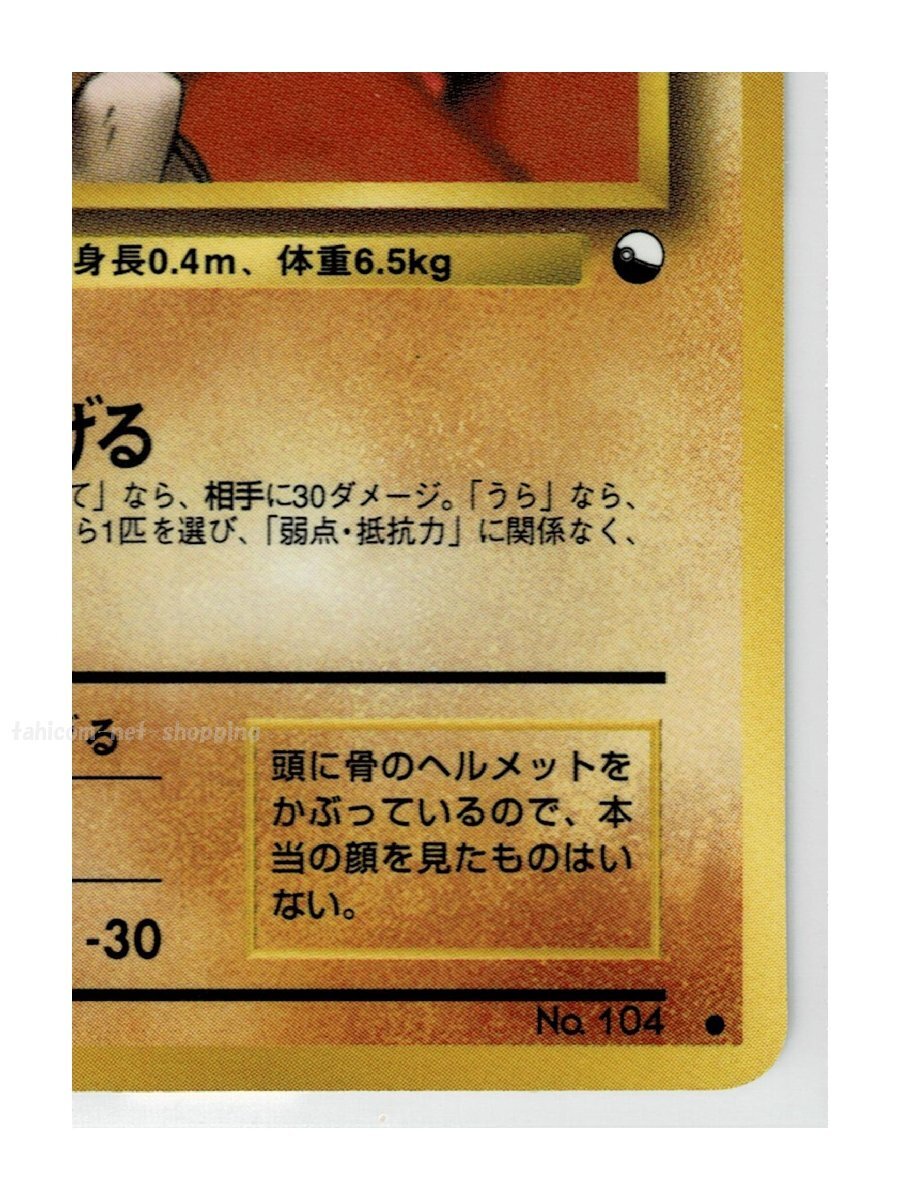 身長0.4m、体重6.5kg
げる
て」なら、相手に30ダメージ。「うら」なら、
ら1匹を選び、「弱点・抵抗力」に関係なく、
tahicom-net-shopping
げる
頭に骨のヘルメットを
かぶっているので、本
当の顔を見たものはい
ない。
-30
No. 104